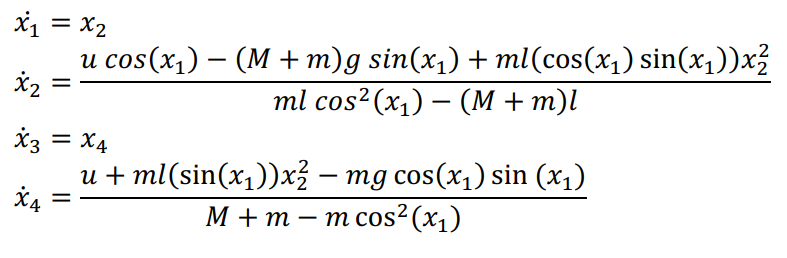 ẋ₁ = x₂
ẋ₂ = (u cos(x₁) − (M + m)g sin(x₁) + ml(cos(x₁) sin(x₁))x₂²) / (ml cos²(x₁) − (M + m)l)
ẋ₃ = x₄
ẋ₄ = (u + ml(sin(x₁))x₂² − mg cos(x₁) sin (x₁)) / (M + m − m cos²(x₁))